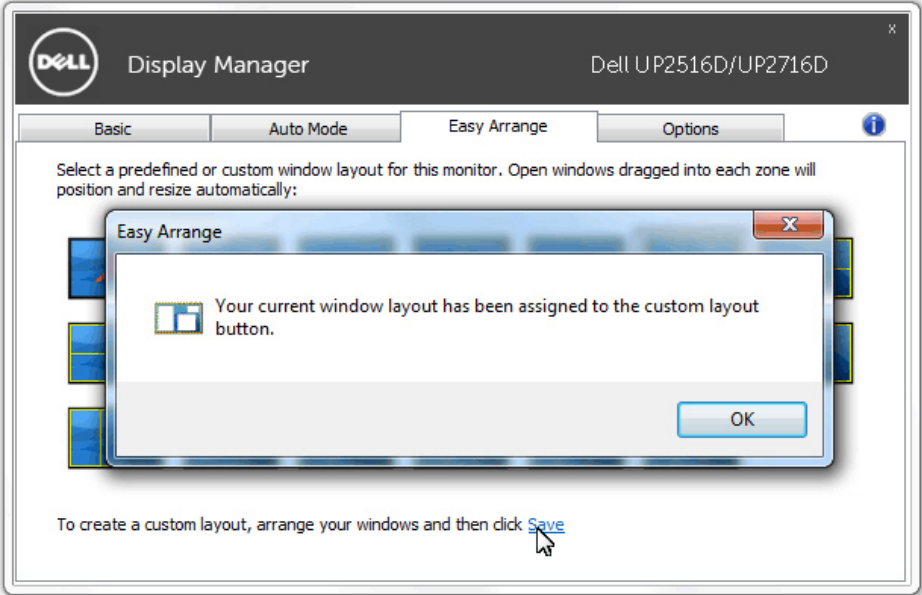 x
DELL
Display Manager
Dell UP2516D/UP2716D
Basic
Auto Mode
Easy Arrange
Options
i
Select a predefined or custom window layout for this monitor. Open windows dragged into each zone will
position and resize automatically:
Easy Arrange
x
Your current window layout has been assigned to the custom layout
button.
OK
To create a custom layout, arrange your windows and then click Save